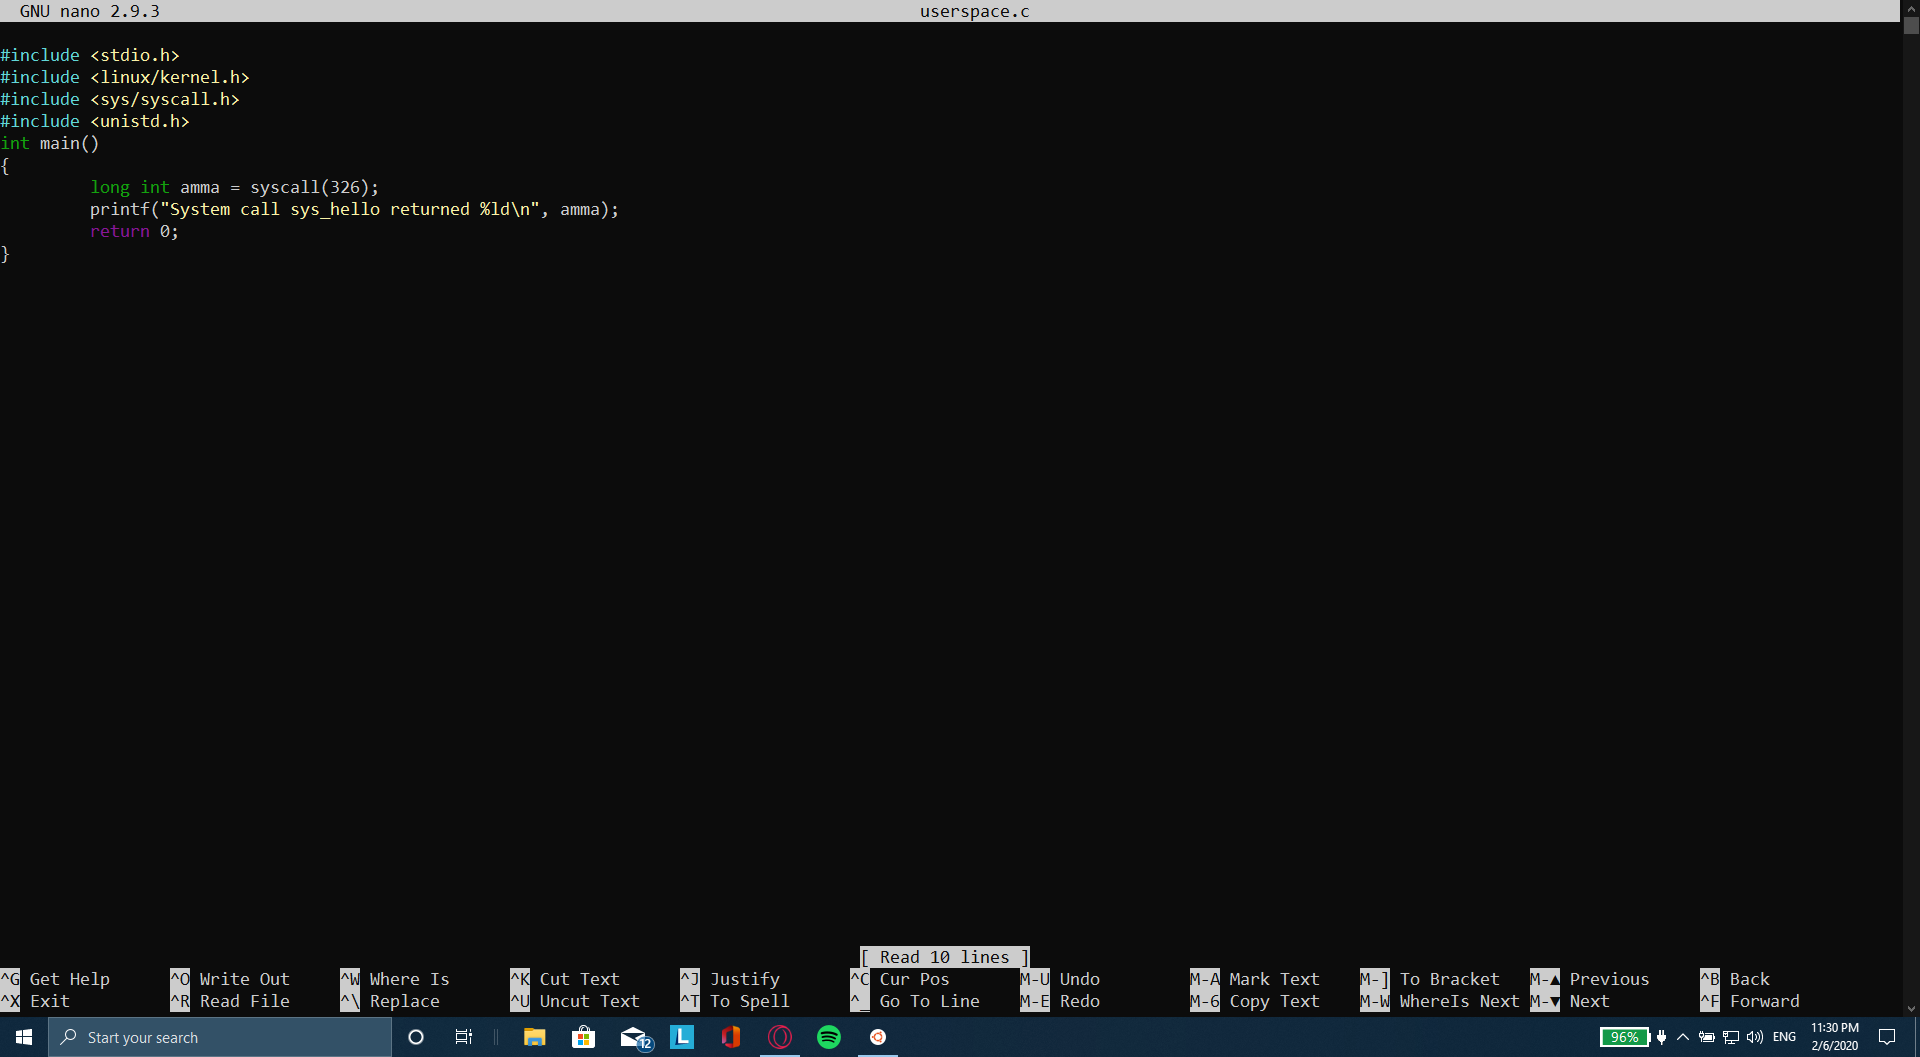 GNU nano 2.9.3 userspace.c
#include <stdio.h>
#include <linux/kernel.h>
#include <sys/syscall.h>
#include <unistd.h>
int main()
{
long int amma = syscall(326);
printf("System call sys_hello returned %ld\n", amma);
return 0;
}
[ Read 10 lines ]
^G Get Help ^O Write Out ^W Where Is ^K Cut Text ^J Justify ^C Cur Pos M-U Undo M-A Mark Text M-] To Bracket M-▲ Previous ^B Back
^X Exit ^R Read File ^\ Replace ^U Uncut Text ^T To Spell ^_ Go To Line M-E Redo M-6 Copy Text M-W WhereIs Next M-▼ Next ^F Forward
Start your search 12 L 96% ENG 11:30 PM
2/6/2020